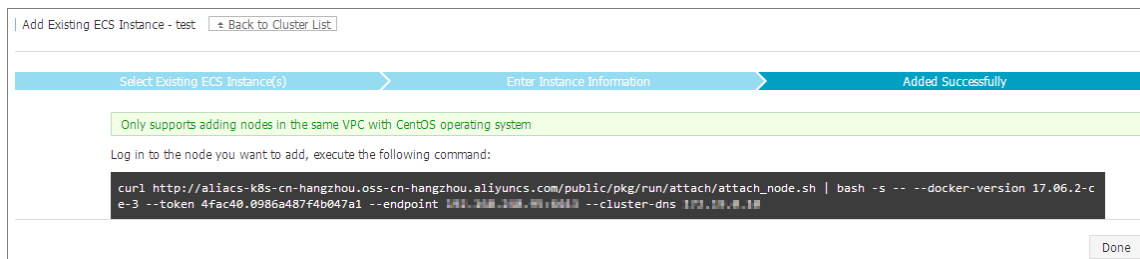 Add Existing ECS Instance - test Back to Cluster List
Select Existing ECS Instance(s) Enter Instance Information Added Successfully
Only supports adding nodes in the same VPC with CentOS operating system
Log in to the node you want to add, execute the following command:
curl http://aliacs-k8s-cn-hangzhou.oss-cn-hangzhou.aliyuncs.com/public/pkg/run/attach/attach_node.sh | bash -s -- --docker-version 17.06.2-c
e-3 --token 4fac40.0986a487f4b047a1 --endpoint --cluster-dns
Done